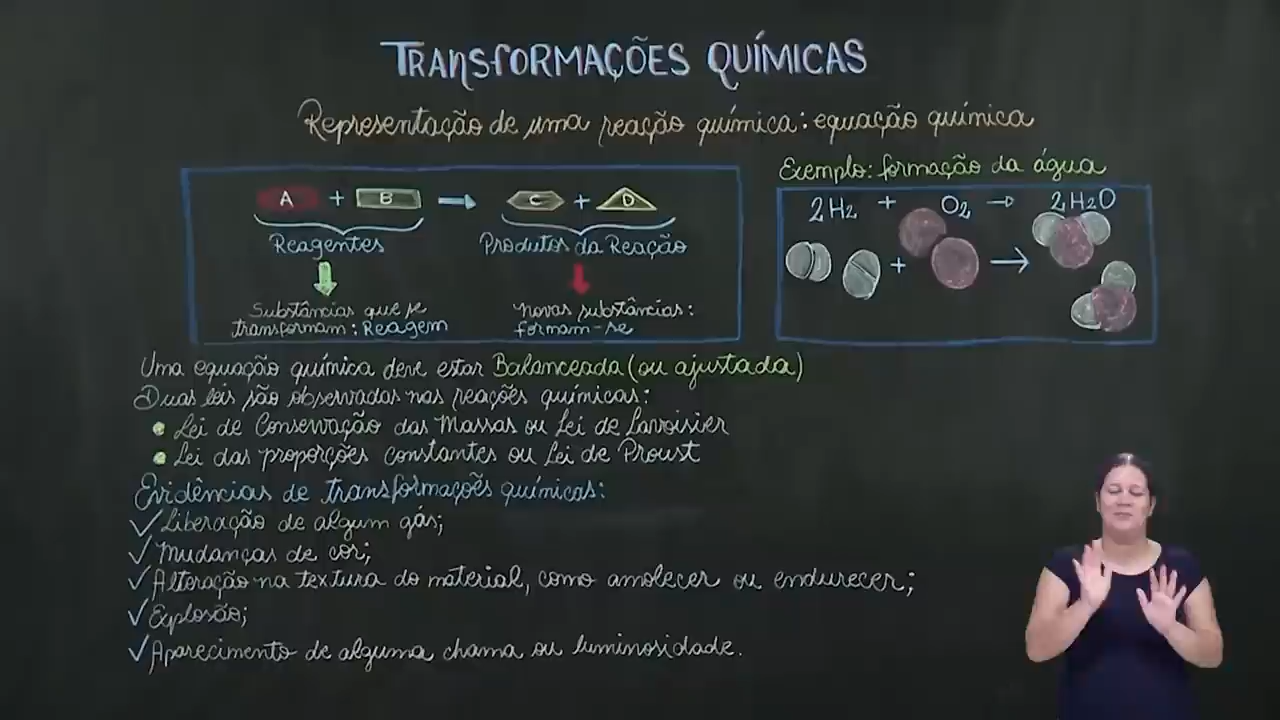 TRANSFORMAÇÕES QUÍMICAS
Representação de uma reação química: equação química
A + B → C + D
Reagentes
Produtos da Reação
Substâncias que se
transformam: Reagem
novas substâncias:
formam-se
Exemplo: formação da água
2H2 + O2 → 2H2O
+ →
Uma equação química deve estar Balanceada (ou ajustada)
Duas leis são observadas nas reações químicas:
Lei de Conservação das Massas ou Lei de Lavoisier
Lei das proporções constantes ou Lei de Proust
Evidências de transformações químicas:
✓ Liberação de algum gás;
✓ Mudanças de cor;
✓ Alteração na textura do material, como amolecer ou endurecer;
✓ Explosão;
✓ Aparecimento de alguma chama ou luminosidade.